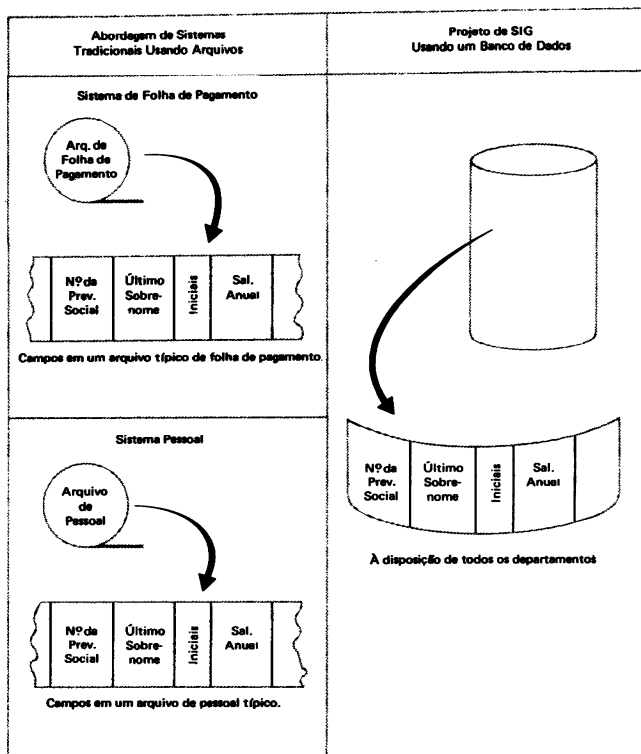 Abordagem de Sistemas
Tradicionais Usando Arquivos
Projeto de SIG
Usando um Banco de Dados
Sistema de Folha de Pagamento
Arq. de
Folha de
Pagamento
Nº da
Prev.
Social
Último
Sobre-
nome
Iniciais
Sal.
Anual
Campos em um arquivo típico de folha de pagamento.
Sistema Pessoal
Arquivo
de
Pessoal
Nº da
Prev.
Social
Último
Sobre-
nome
Iniciais
Sal.
Anual
Campos em um arquivo de pessoal típico.
Nº da
Prev.
Social
Último
Sobre-
nome
Iniciais
Sal.
Anual
À disposição de todos os departamentos